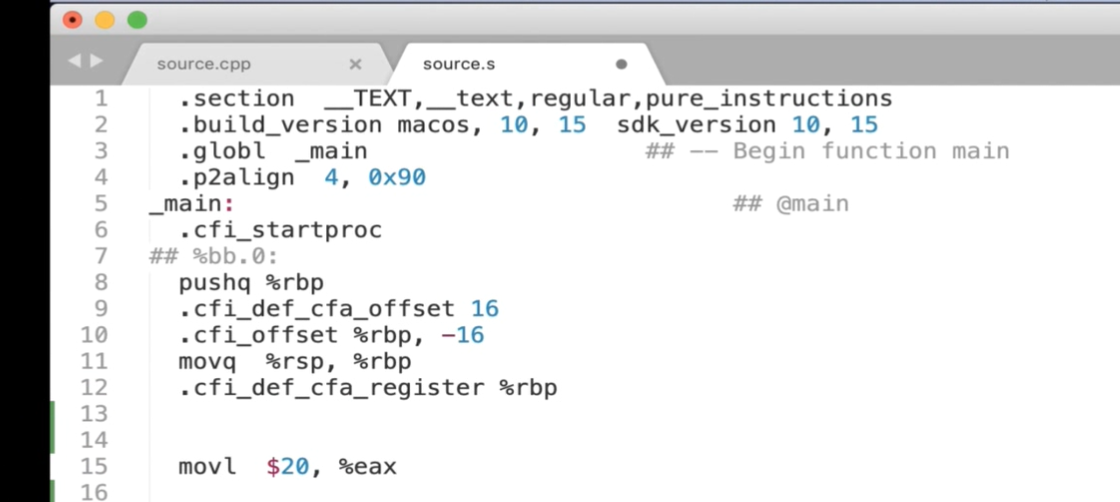 source.cpp ×
source.s
1 .section __TEXT,__text,regular,pure_instructions
2 .build_version macos, 10, 15 sdk_version 10, 15
3 .globl _main ## -- Begin function main
4 .p2align 4, 0x90
5 _main: ## @main
6 .cfi_startproc
7 ## %bb.0:
8 pushq %rbp
9 .cfi_def_cfa_offset 16
10 .cfi_offset %rbp, -16
11 movq %rsp, %rbp
12 .cfi_def_cfa_register %rbp
13
14
15 movl $20, %eax
16